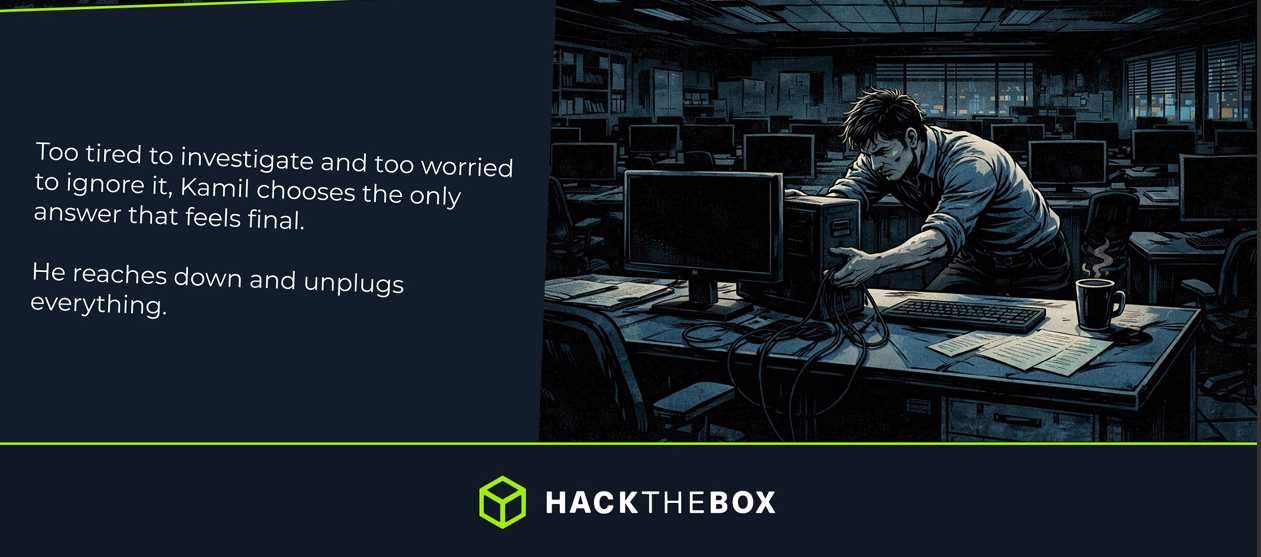 Too tired to investigate and too worried
to ignore it, Kamil chooses the only
answer that feels final.
He reaches down and unplugs
everything.
HACKTHEBOX